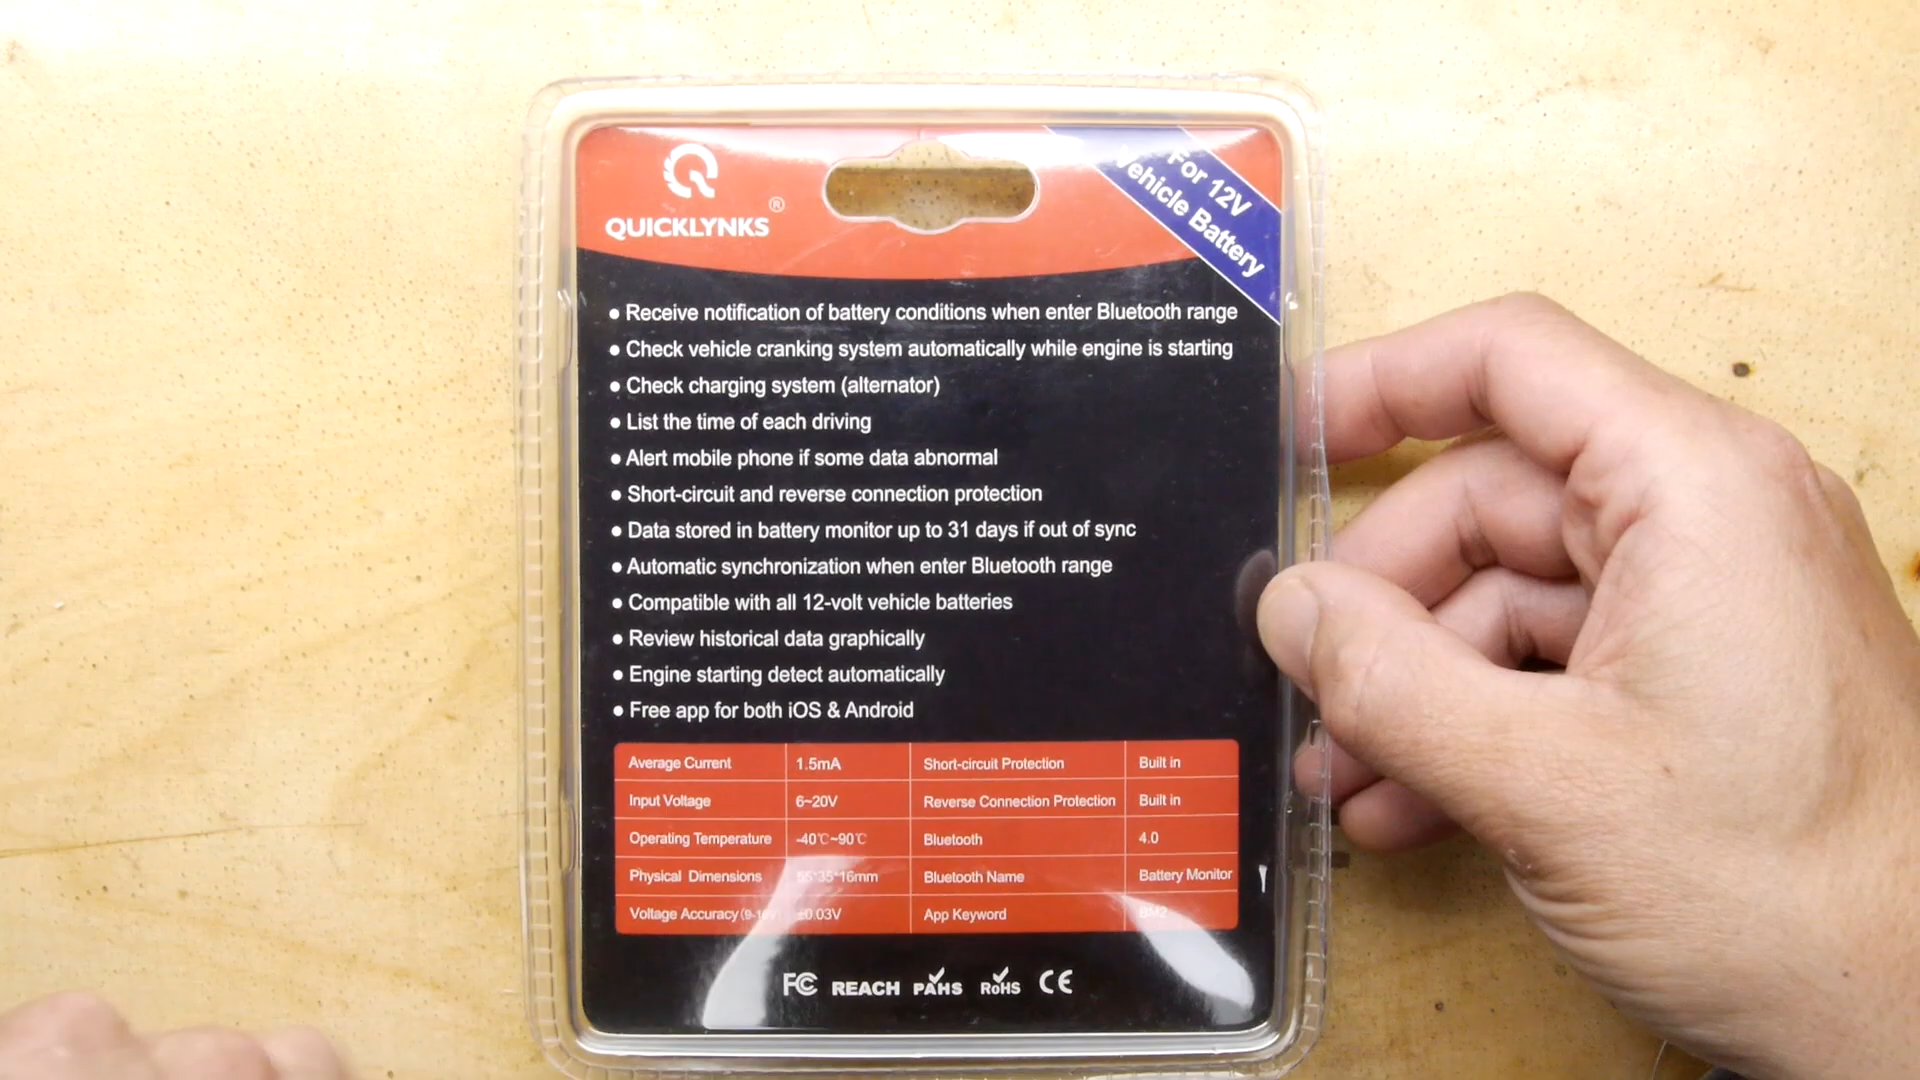 QUICKLYNKS ®
For 12V
Vehicle Battery
● Receive notification of battery conditions when enter Bluetooth range
● Check vehicle cranking system automatically while engine is starting
● Check charging system (alternator)
● List the time of each driving
● Alert mobile phone if some data abnormal
● Short-circuit and reverse connection protection
● Data stored in battery monitor up to 31 days if out of sync
● Automatic synchronization when enter Bluetooth range
● Compatible with all 12-volt vehicle batteries
● Review historical data graphically
● Engine starting detect automatically
● Free app for both iOS & Android
Average Current 1.5mA Short-circuit Protection Built in
Input Voltage 6~20V Reverse Connection Protection Built in
Operating Temperature -40℃~90℃ Bluetooth 4.0
Physical Dimensions Bluetooth Name Battery Monitor
Voltage Accuracy ±0.03V App Keyword BM2
FC REACH PAHS RoHS CE